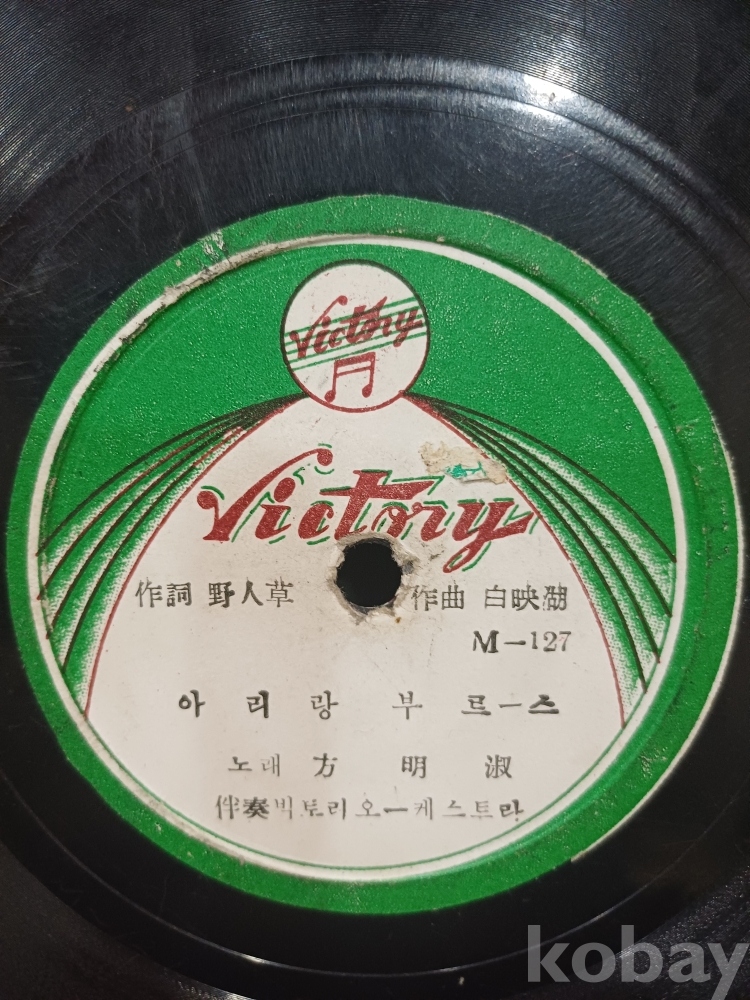 Victory
Victory
作詞 野人草 作曲 白映湖
M-127
아리랑 부르-스
노래 方明淑
伴奏 빅토리오-케스트라
kobay